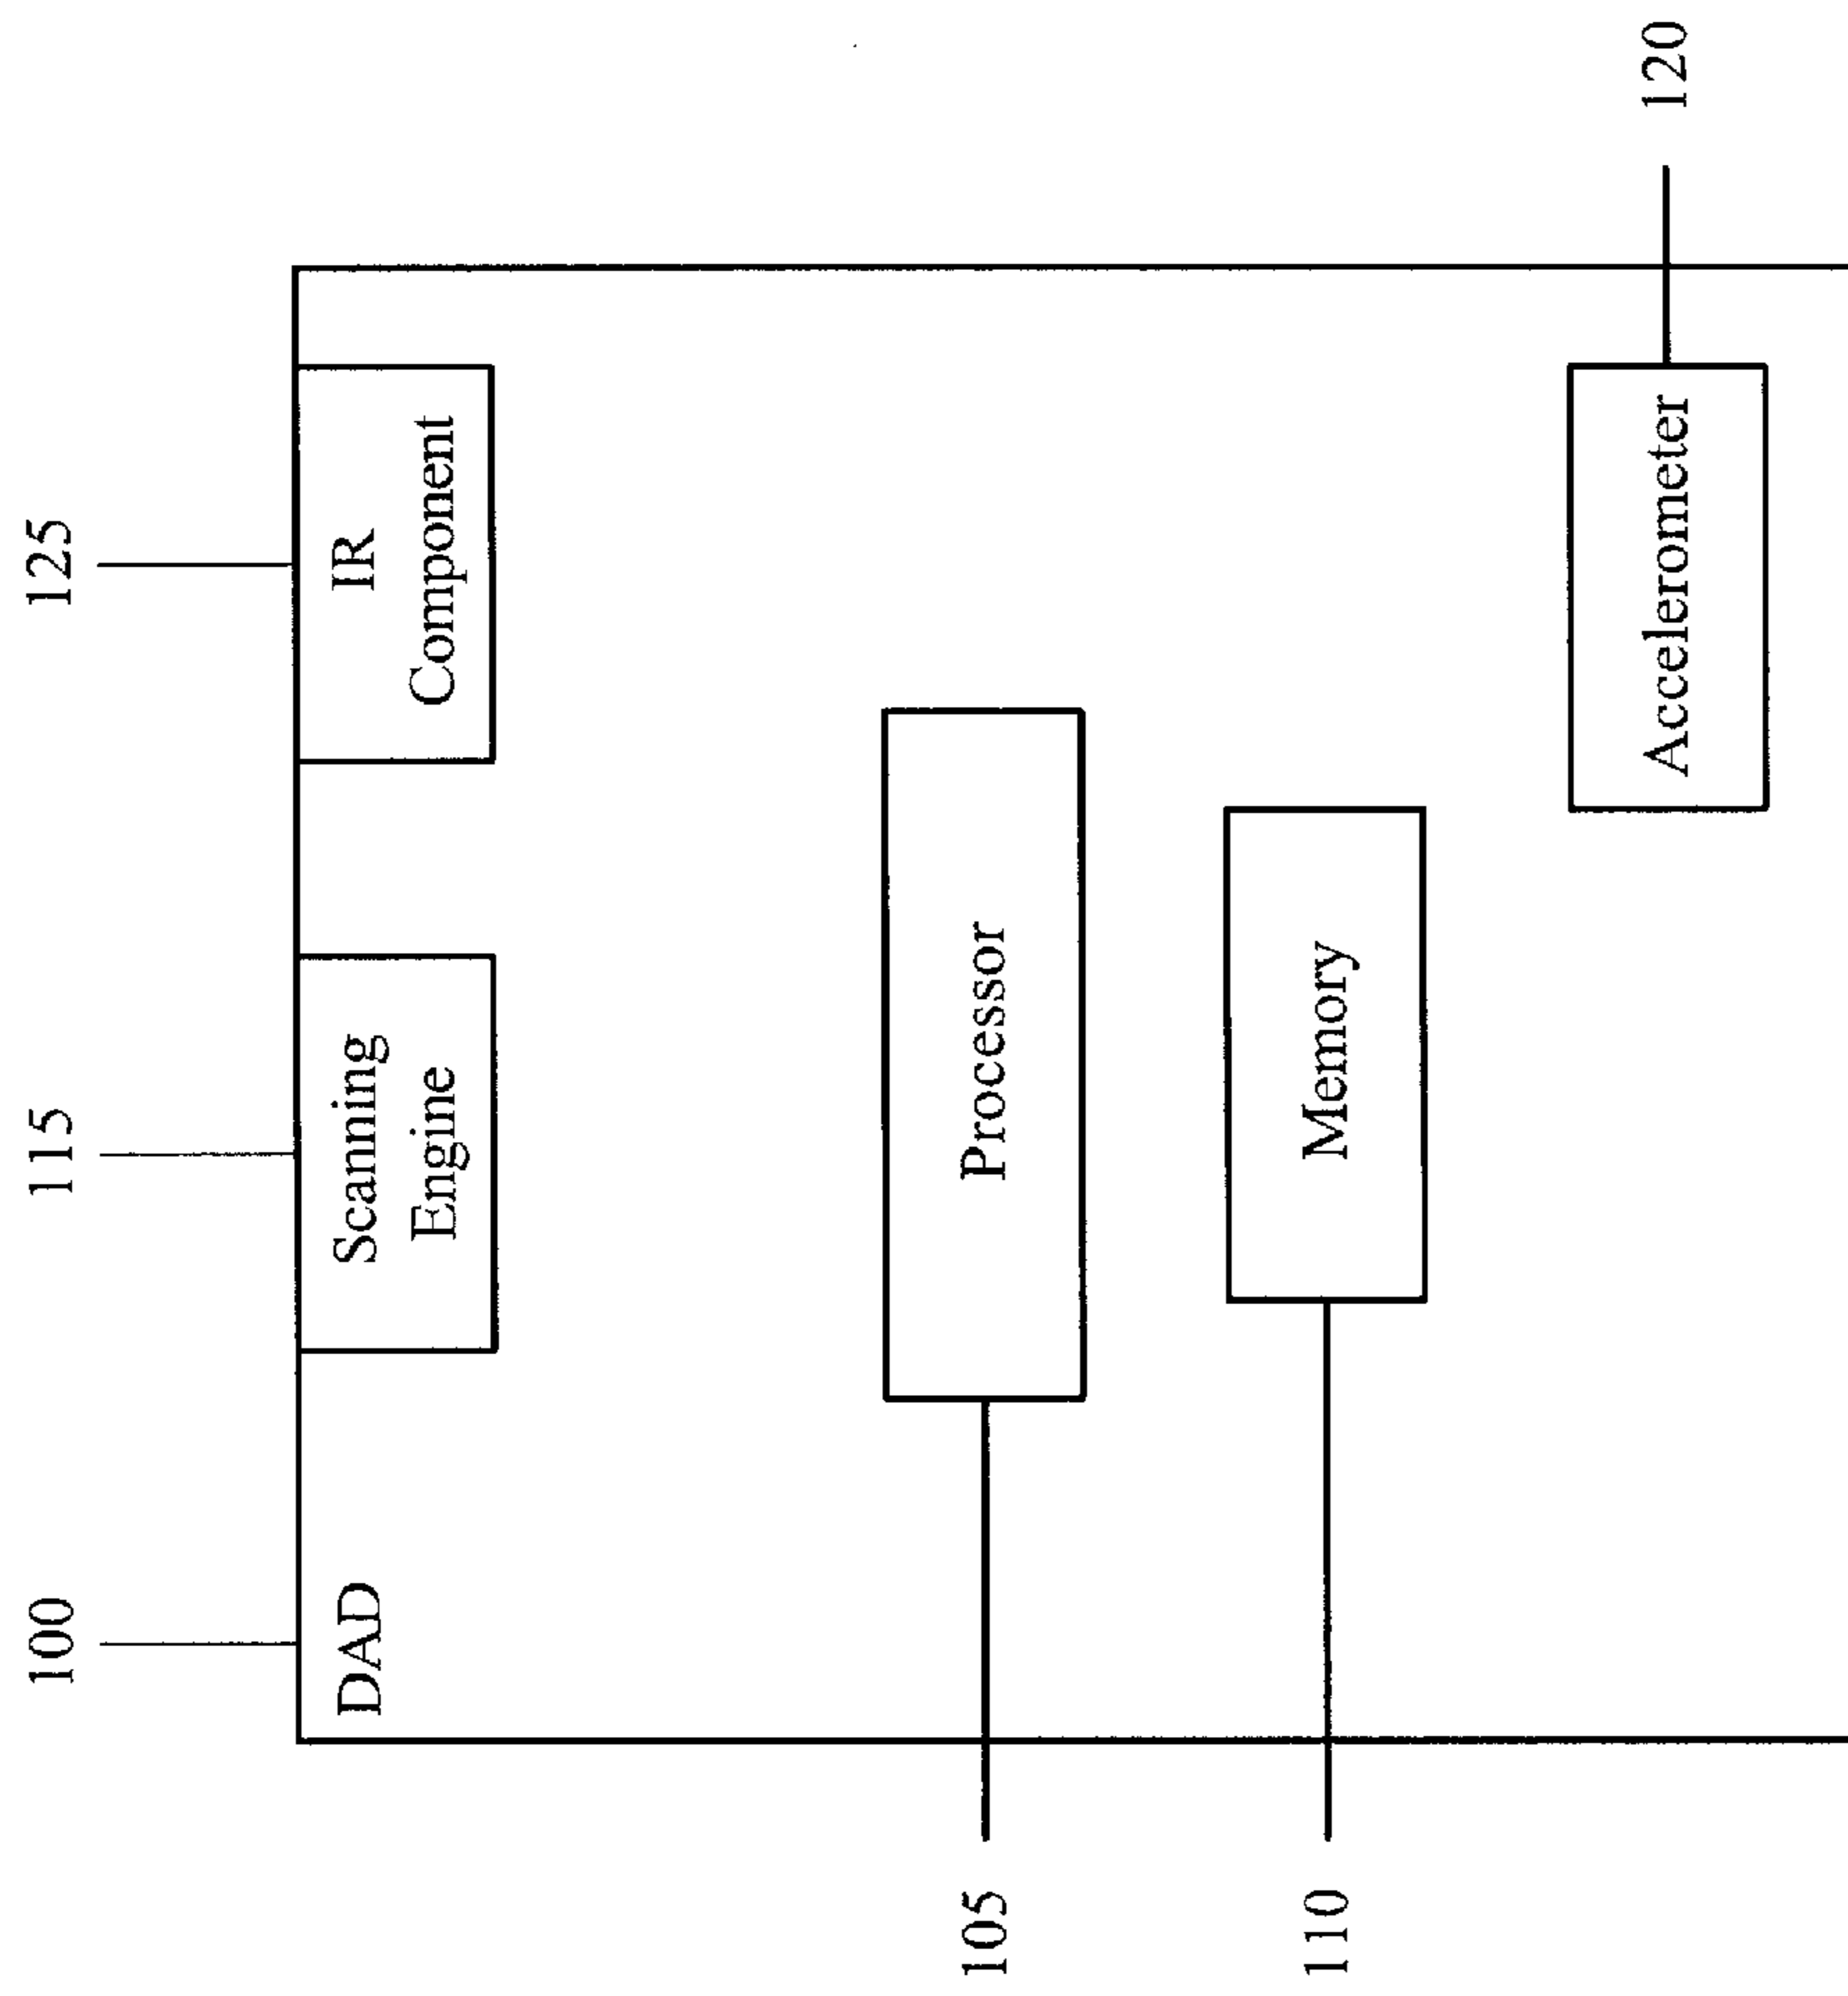 100
115
125
DAD
Scanning
Engine
IR
Component
105
Processor
110
Memory
Accelerometer
120